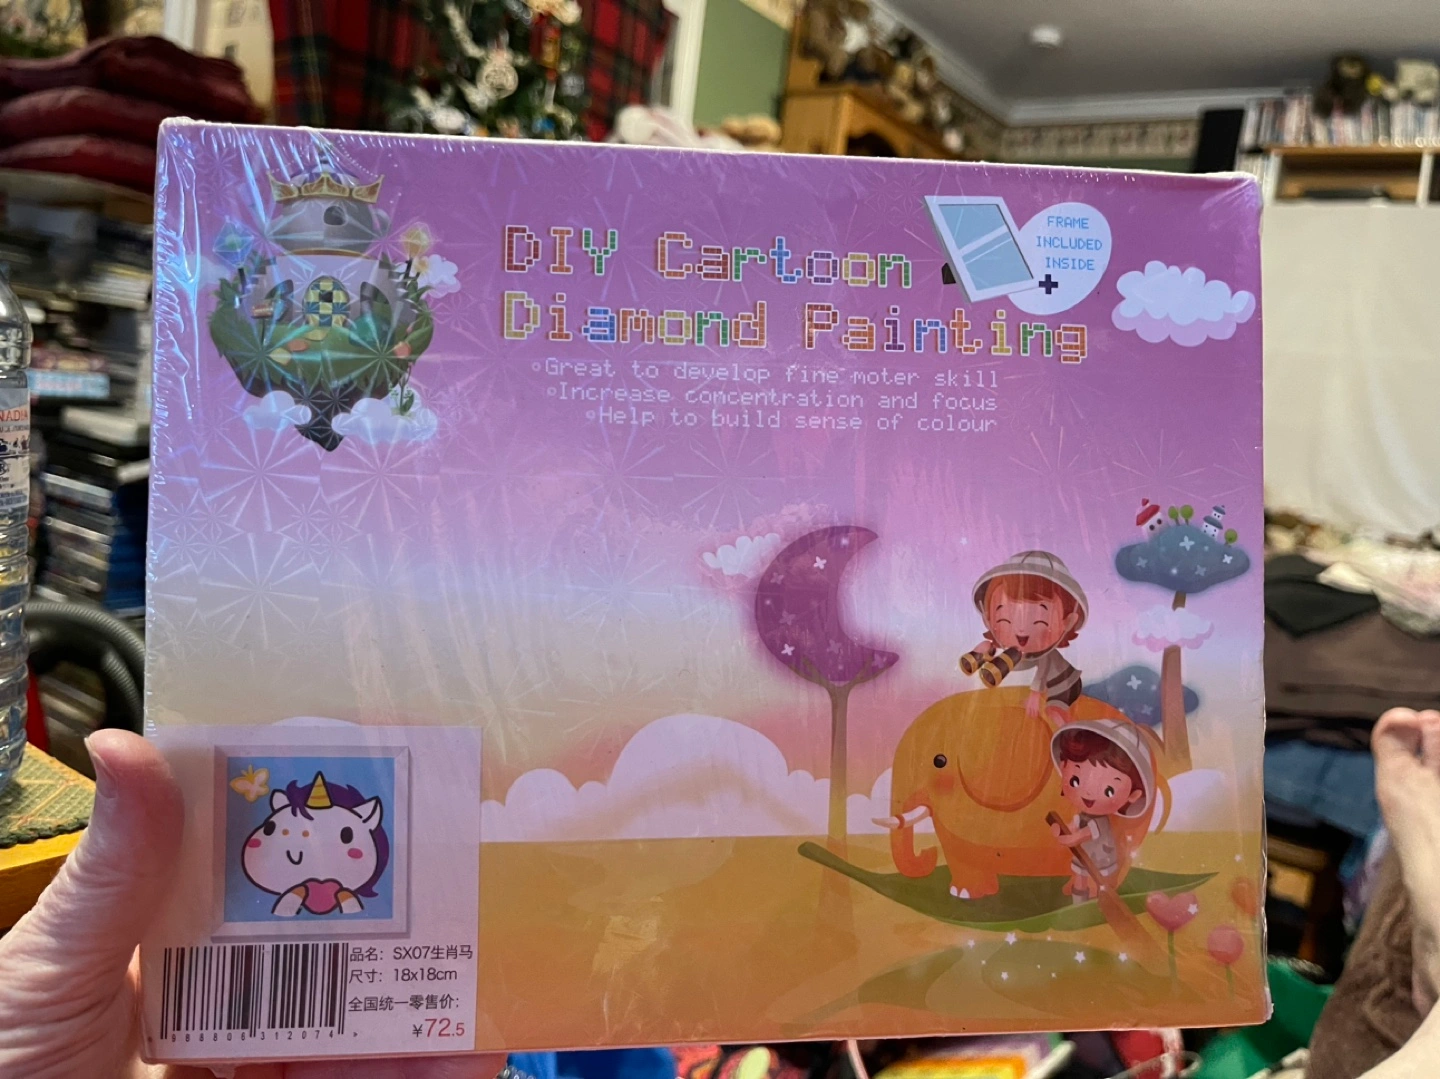 DIY Cartoon
Diamond Painting
FRAME
INCLUDED
INSIDE
+
Great to develop fine moter skill
Increase concentration and focus
Help to build sense of colour
品名: SX07生肖马
尺寸: 18x18cm
全国统一零售价:
¥72.5
988806312074
NADIA